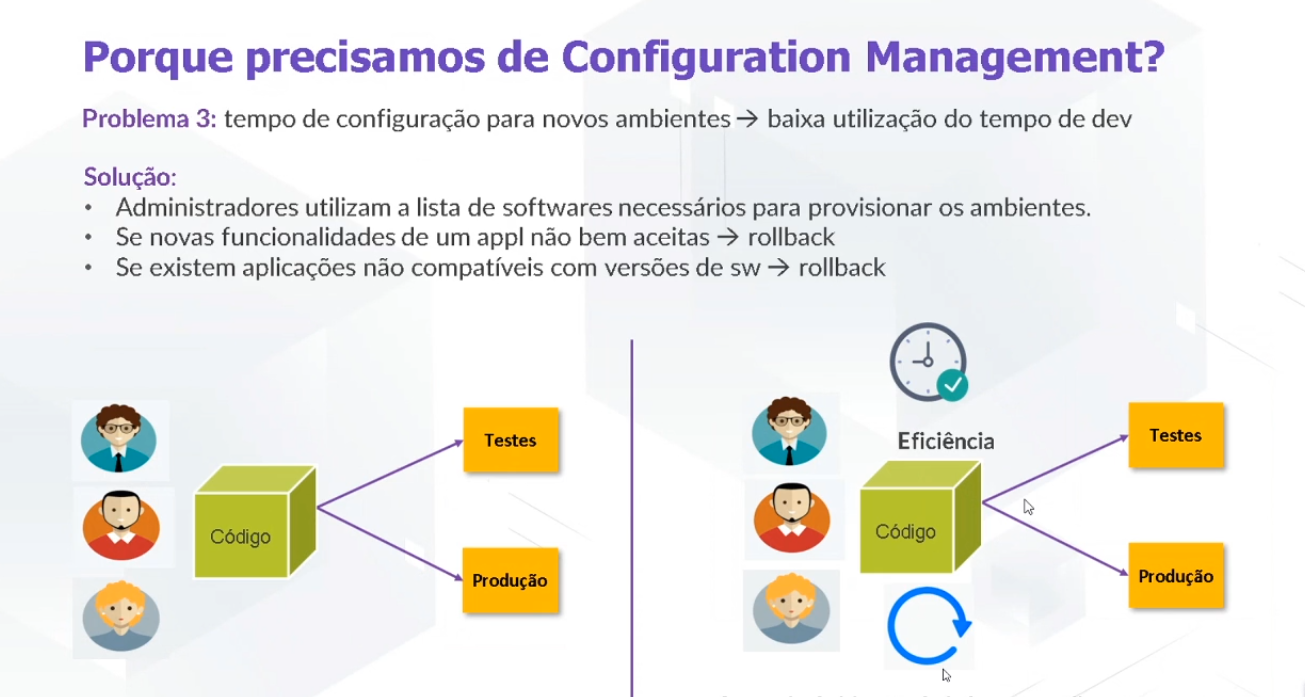 Porque precisamos de Configuration Management?
Problema 3: tempo de configuração para novos ambientes → baixa utilização do tempo de dev
Solução:
• Administradores utilizam a lista de softwares necessários para provisionar os ambientes.
• Se novas funcionalidades de um appl não bem aceitas → rollback
• Se existem aplicações não compatíveis com versões de sw → rollback
Código
Testes
Produção
Eficiência
Código
Testes
Produção